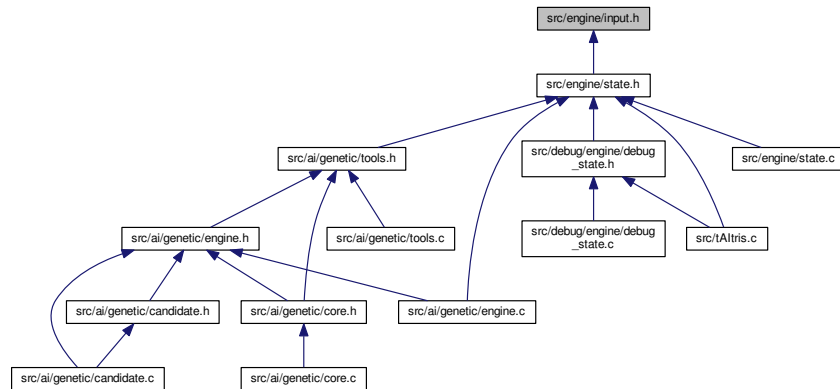 src/engine/input.h
src/engine/state.h
src/ai/genetic/tools.h
src/debug/engine/debug
_state.h
src/engine/state.c
src/ai/genetic/engine.h
src/ai/genetic/tools.c
src/debug/engine/debug
_state.c
src/tAItris.c
src/ai/genetic/candidate.h
src/ai/genetic/core.h
src/ai/genetic/engine.c
src/ai/genetic/candidate.c
src/ai/genetic/core.c